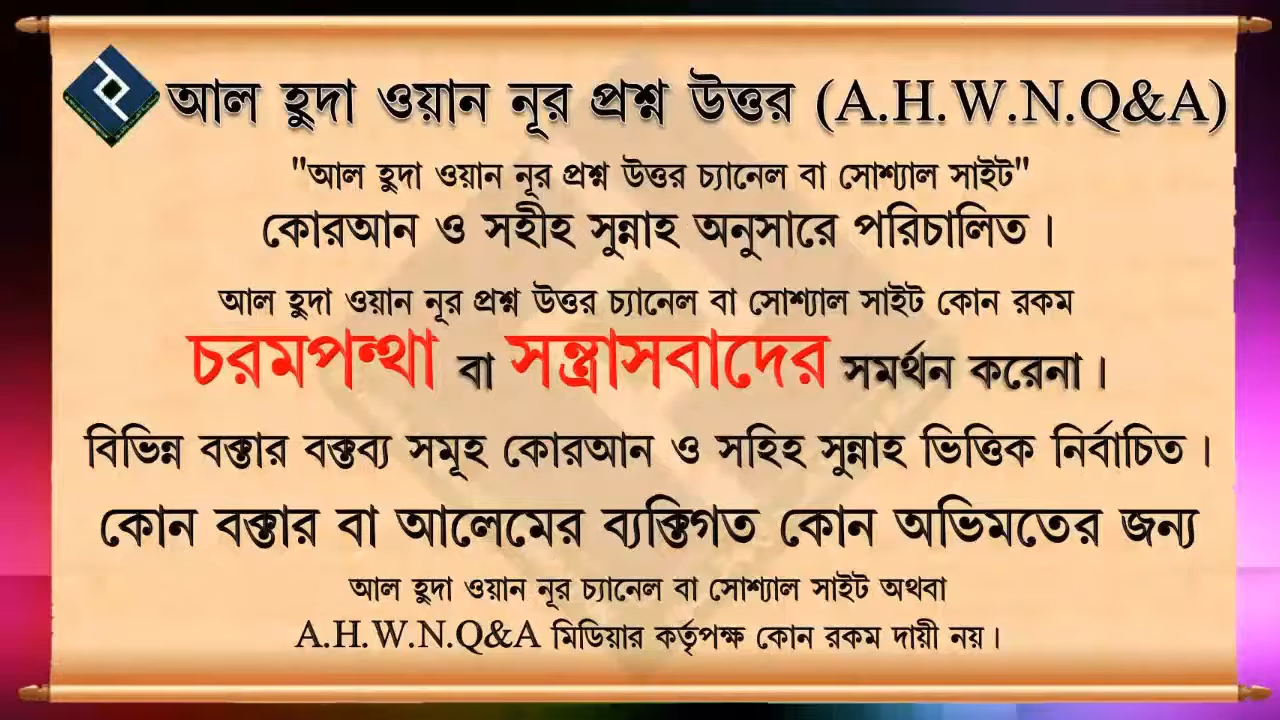 আল হুদা ওয়ান নূর প্রশ্ন উত্তর (A.H.W.N.Q&A)
"আল হুদা ওয়ান নূর প্রশ্ন উত্তর চ্যানেল বা সোশ্যাল সাইট"
কোরআন ও সহীহ সুন্নাহ অনুসারে পরিচালিত।
আল হুদা ওয়ান নূর প্রশ্ন উত্তর চ্যানেল বা সোশ্যাল সাইট কোন রকম
চরমপন্থা বা সন্ত্রাসবাদের সমর্থন করেনা।
বিভিন্ন বক্তার বক্তব্য সমূহ কোরআন ও সহিহ সুন্নাহ ভিত্তিক নির্বাচিত।
কোন বক্তার বা আলেমের ব্যক্তিগত কোন অভিমতের জন্য
আল হুদা ওয়ান নূর চ্যানেল বা সোশ্যাল সাইট অথবা
A.H.W.N.Q&A মিডিয়ার কর্তৃপক্ষ কোন রকম দায়ী নয়।